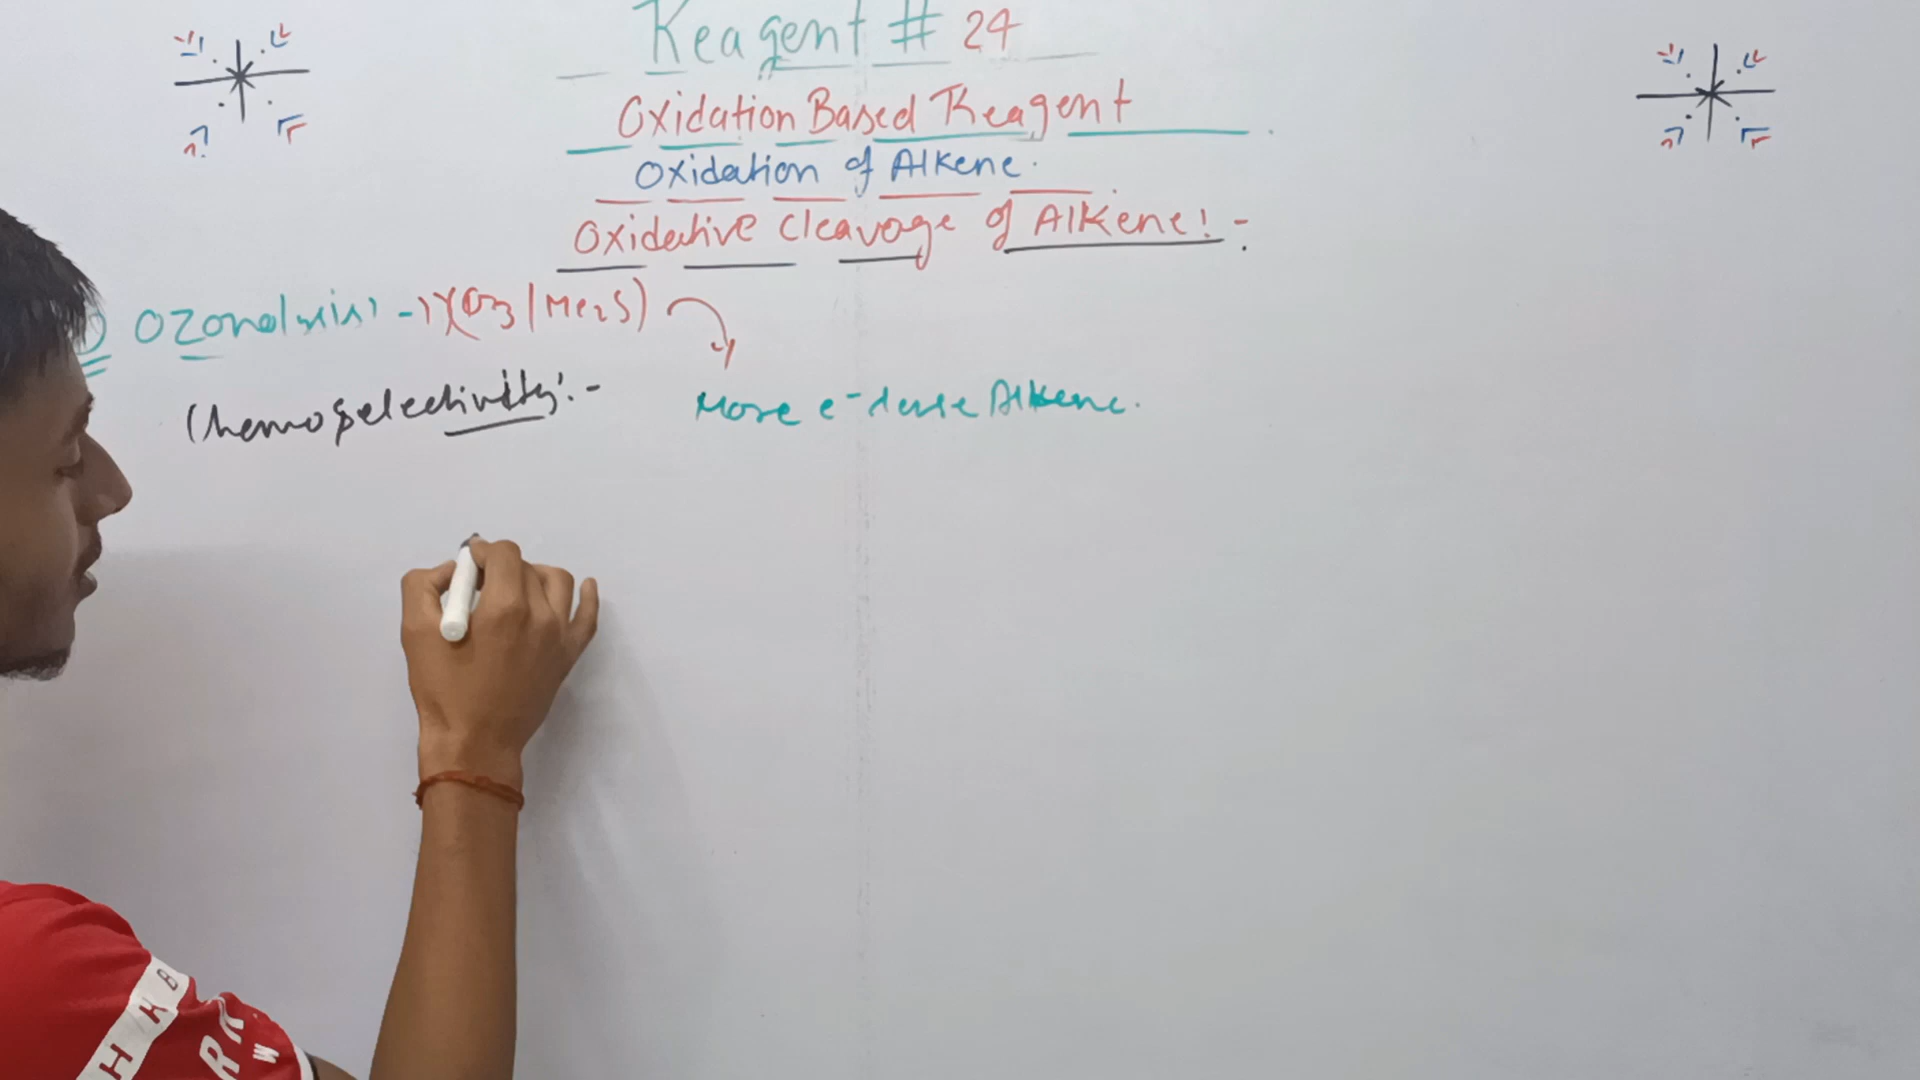 Reagent # 24
Oxidation Based Reagent
Oxidation of Alkene.
Oxidative Cleavage of Alkene! -
Ozonolysis! - (O3/Me2S)
Chemoselectivity! - More e- dense Alkene.
H K B
R K
W